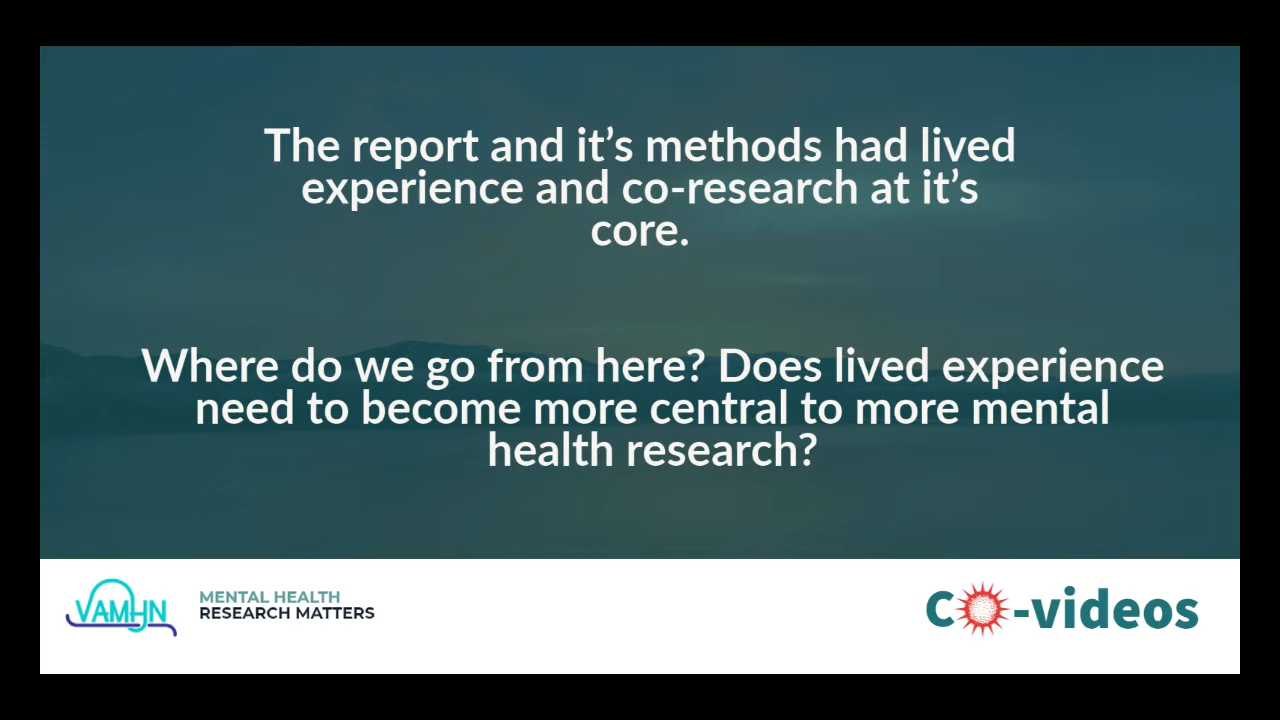 The report and it’s methods had lived
experience and co-research at it’s
core.
Where do we go from here? Does lived experience
need to become more central to more mental
health research?
VAMHN
MENTAL HEALTH
RESEARCH MATTERS
CO-videos